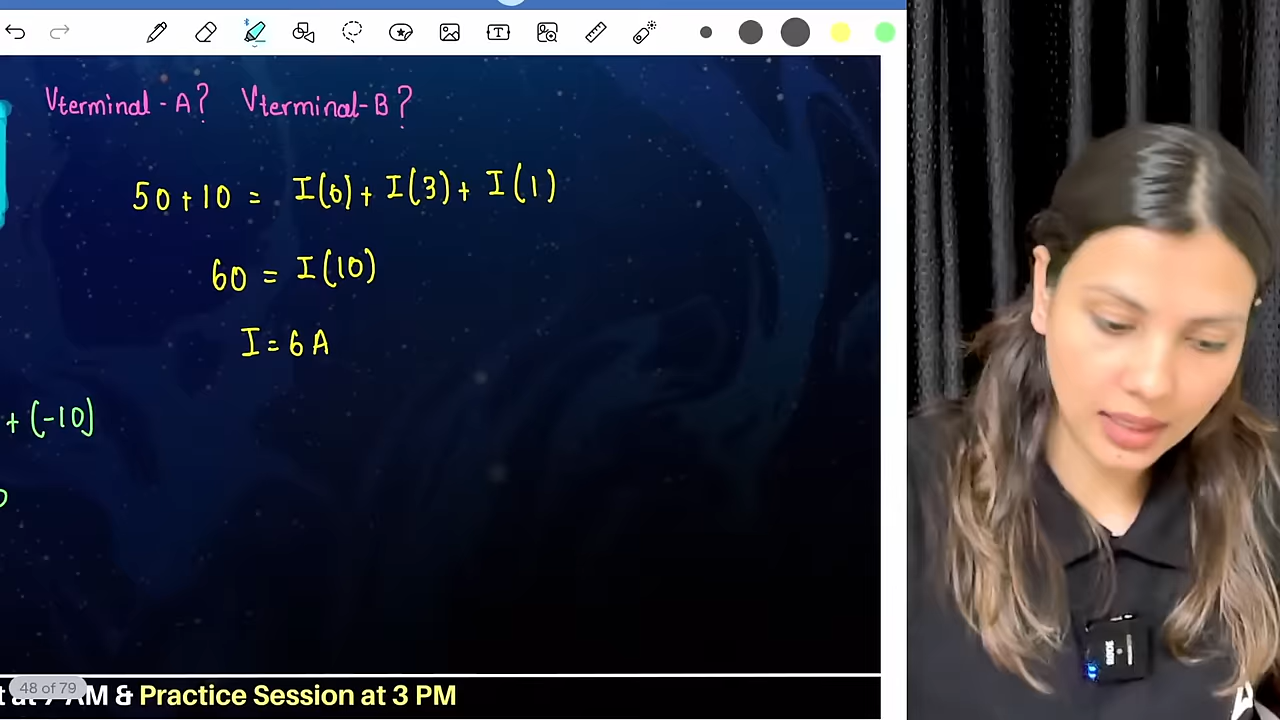 Vterminal - A? Vterminal - B?
50 + 10 = I(6) + I(3) + I(1)
60 = I(10)
I = 6 A
+ (-10)
48 of 79
AM & Practice Session at 3 PM